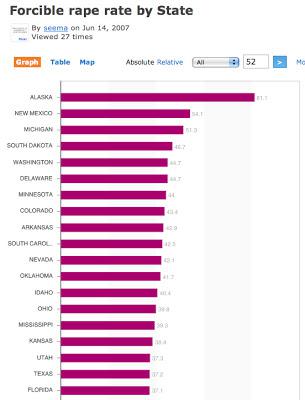 Forcible rape rate by State
By seema on Jun 14, 2007
Viewed 27 times
Graph Table Map Absolute Relative All 52 > Mo
ALASKA 81.1
NEW MEXICO 54.1
MICHIGAN 51.3
SOUTH DAKOTA 46.7
WASHINGTON 44.7
DELAWARE 44.7
MINNESOTA 44
COLORADO 43.4
ARKANSAS 42.9
SOUTH CAROL.. 42.5
NEVADA 42.1
OKLAHOMA 41.7
IDAHO 40.4
OHIO 39.8
MISSISSIPPI 39.3
KANSAS 38.4
UTAH 37.3
TEXAS 37.2
FLORIDA 37.1